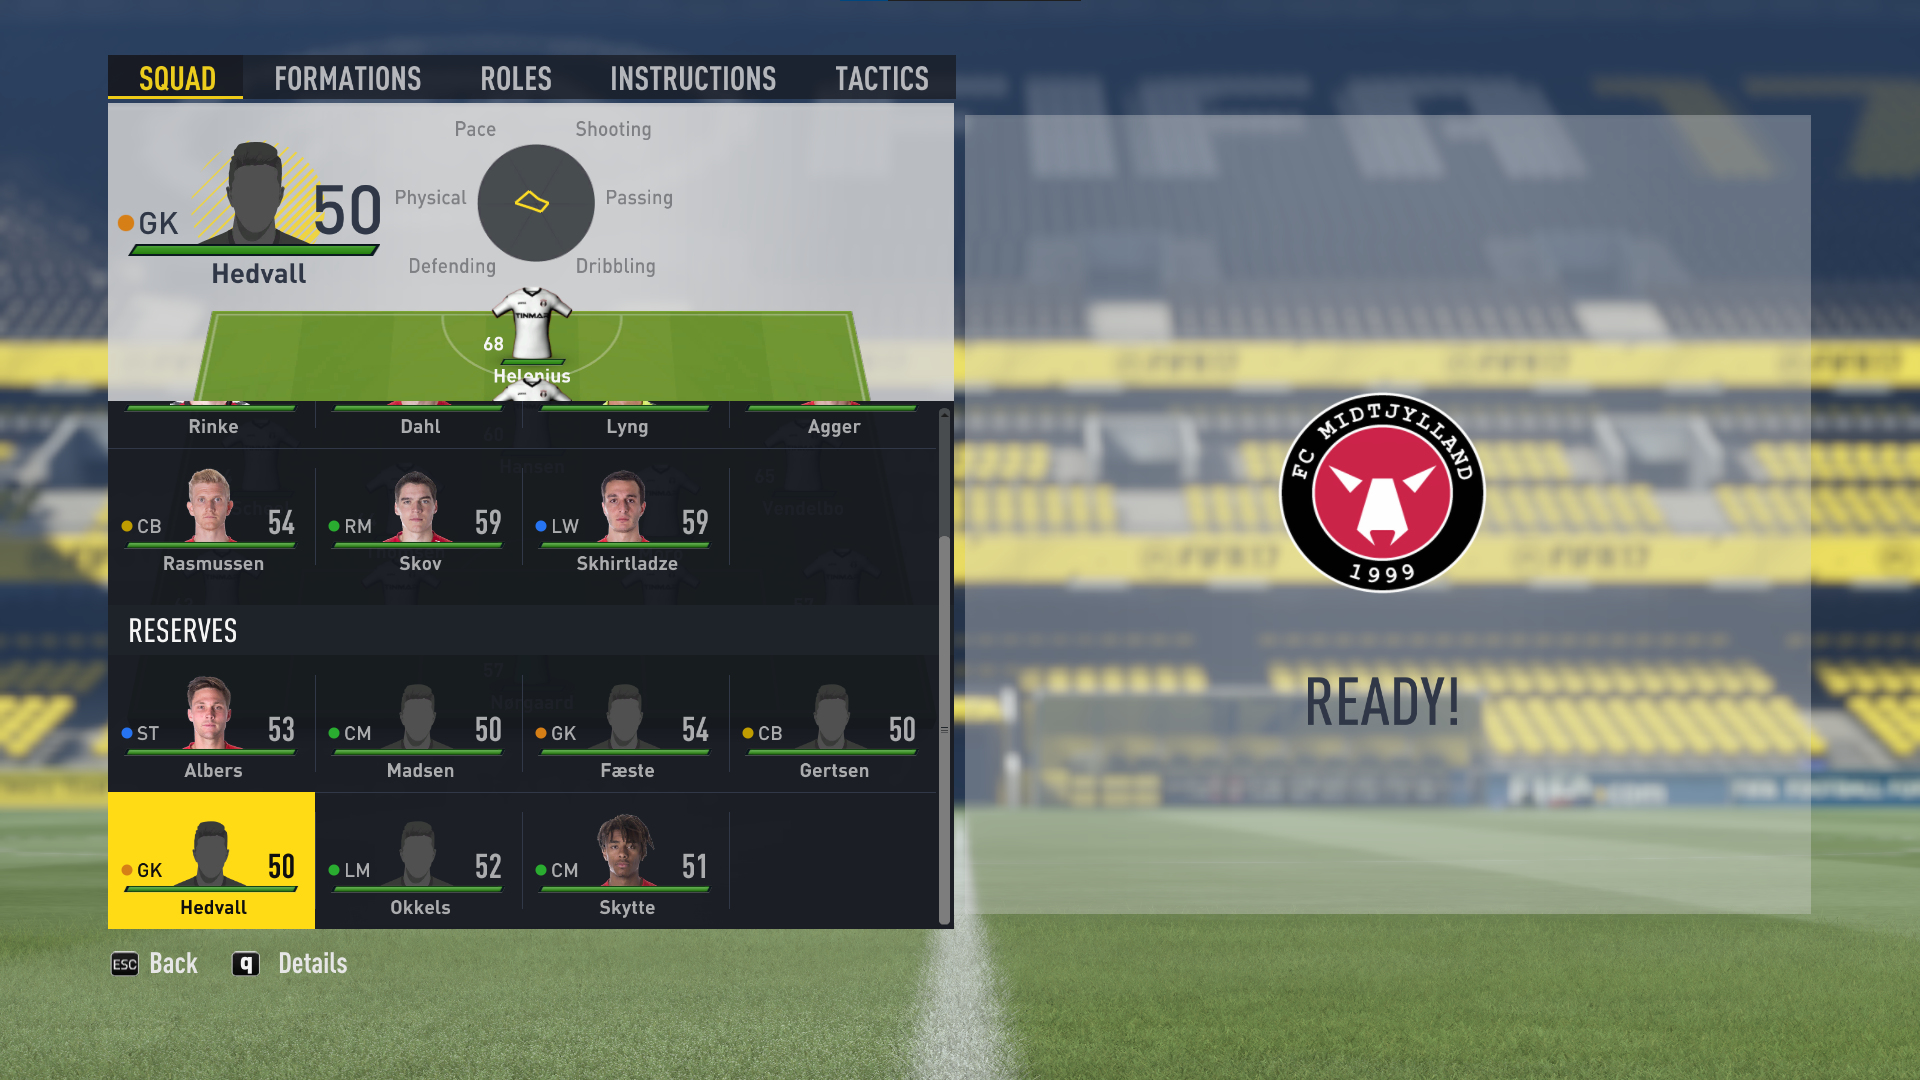 SQUAD FORMATIONS ROLES INSTRUCTIONS TACTICS
Pace Shooting
Physical Passing
Defending Dribbling
GK 50
Hedvall
TINMAR
68
Helenius
Rinke Dahl Lyng Agger
CB 54 RM 59 LW 59
Rasmussen Skov Skhirtladze
RESERVES
ST 53 CM 50 GK 54 CB 50
Albers Madsen Fæste Gertsen
GK 50 LM 52 CM 51
Hedvall Okkels Skytte
ESC Back q Details
FC MIDTJYLLAND
1999
READY!
FIFA 17